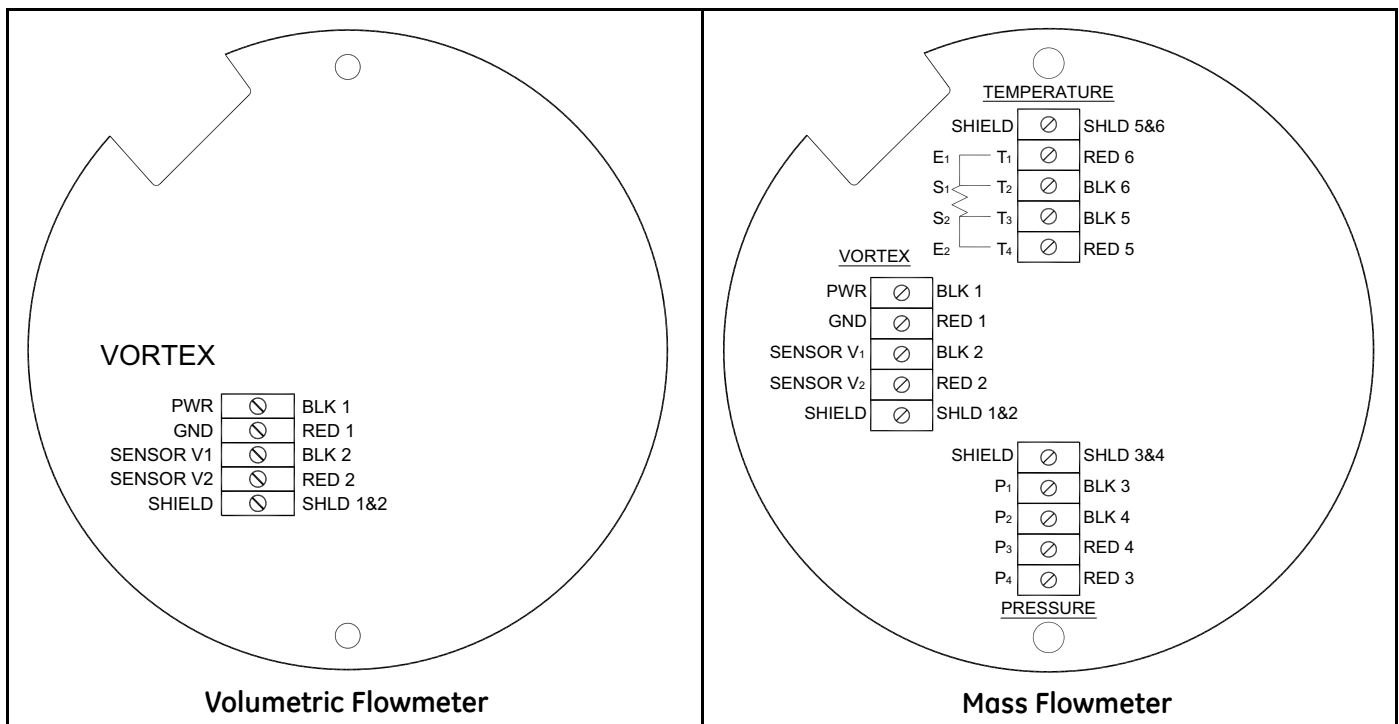 VORTEX
PWR BLK 1
GND RED 1
SENSOR V1 BLK 2
SENSOR V2 RED 2
SHIELD SHLD 1&2
Volumetric Flowmeter
TEMPERATURE
SHIELD SHLD 5&6
E1 T1 RED 6
S1 T2 BLK 6
S2 T3 BLK 5
E2 T4 RED 5
VORTEX
PWR BLK 1
GND RED 1
SENSOR V1 BLK 2
SENSOR V2 RED 2
SHIELD SHLD 1&2
SHIELD SHLD 3&4
P1 BLK 3
P2 BLK 4
P3 RED 4
P4 RED 3
PRESSURE
Mass Flowmeter